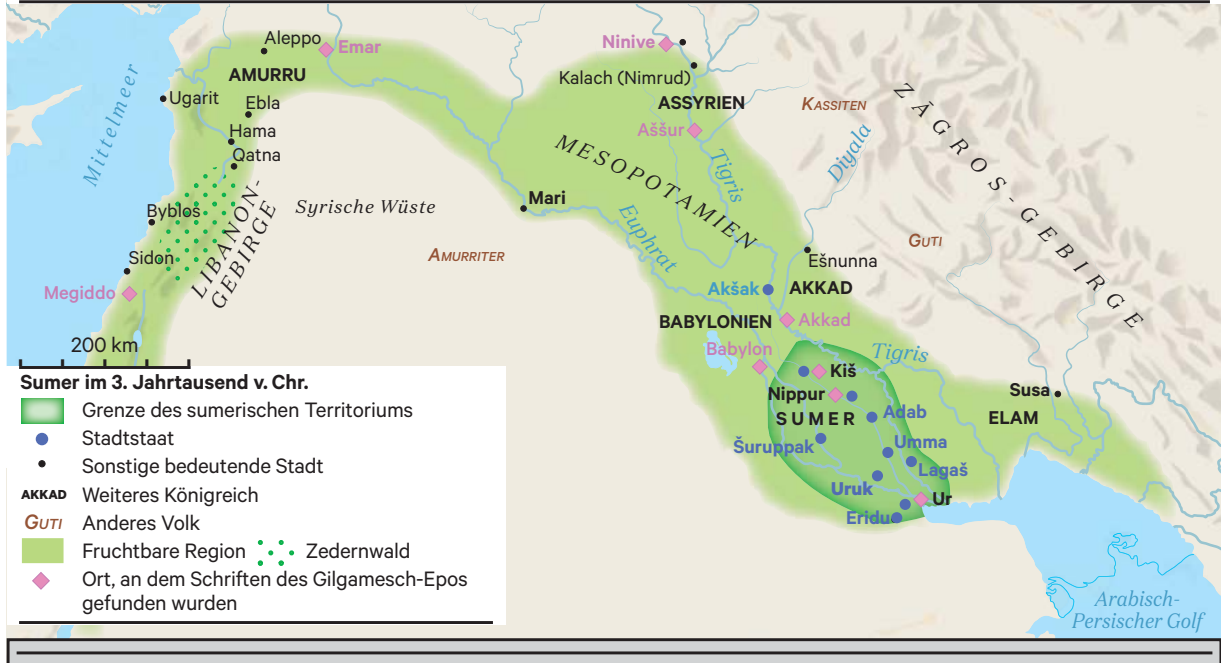 Aleppo
Emar
AMURRU
Ugarit
Ebla
Hama
Qatna
Mittelmeer
Byblos
Sidon
LIBANON-
GEBIRGE
Megiddo
Syrische Wüste
AMURRITER
Mari
Ninive
Kalach (Nimrud)
ASSYRIEN
Aššur
KASSITEN
ZĀGROS-GEBIRGE
MESOPOTAMIEN
Tigris
Diyala
Euphrat
GUTI
Ešnunna
Akšak
AKKAD
BABYLONIEN
Akkad
Babylon
Tigris
Kiš
Nippur
SUMER
Adab
Šuruppak
Umma
Lagaš
Uruk
Ur
Eridu
Susa
ELAM
Arabisch-
Persischer Golf
200 km
Sumer im 3. Jahrtausend v. Chr.
Grenze des sumerischen Territoriums
Stadtstaat
Sonstige bedeutende Stadt
AKKAD Weiteres Königreich
GUTI Anderes Volk
Fruchtbare Region Zedernwald
Ort, an dem Schriften des Gilgamesch-Epos
gefunden wurden